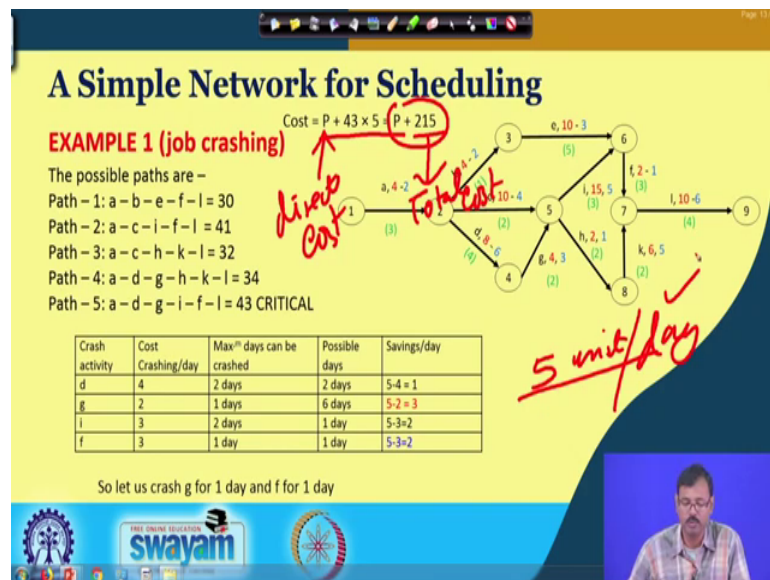 Page 13
A Simple Network for Scheduling
Cost = P + 43 × 5 = P + 215
EXAMPLE 1 (job crashing)
The possible paths are –
Path – 1: a – b – e – f – l = 30
Path – 2: a – c – i – f – l = 41
Path – 3: a – c – h – k – l = 32
Path – 4: a – d – g – h – k – l = 34
Path – 5: a – d – g – i – f – l = 43 CRITICAL
direct
cost
Total
cost
1
a, 4 -2
(3)
2
4 - 2
3
e, 10 - 3
(5)
6
10 - 4
(2)
5
i, 15, 5
(3)
f, 2 - 1
(3)
7
l, 10 -6
(4)
9
d, 8 - 6
(4)
4
g, 4, 3
(2)
h, 2, 1
(2)
8
k, 6, 5
(2)
5 unit/day
Crash activity Cost Crashing/day Max-m days can be crashed Possible days Savings/day
d 4 2 days 2 days 5-4 = 1
g 2 1 days 6 days 5-2 = 3
i 3 2 days 1 day 5-3=2
f 3 1 day 1 day 5-3=2
So let us crash g for 1 day and f for 1 day
FREE ONLINE EDUCATION
swayam